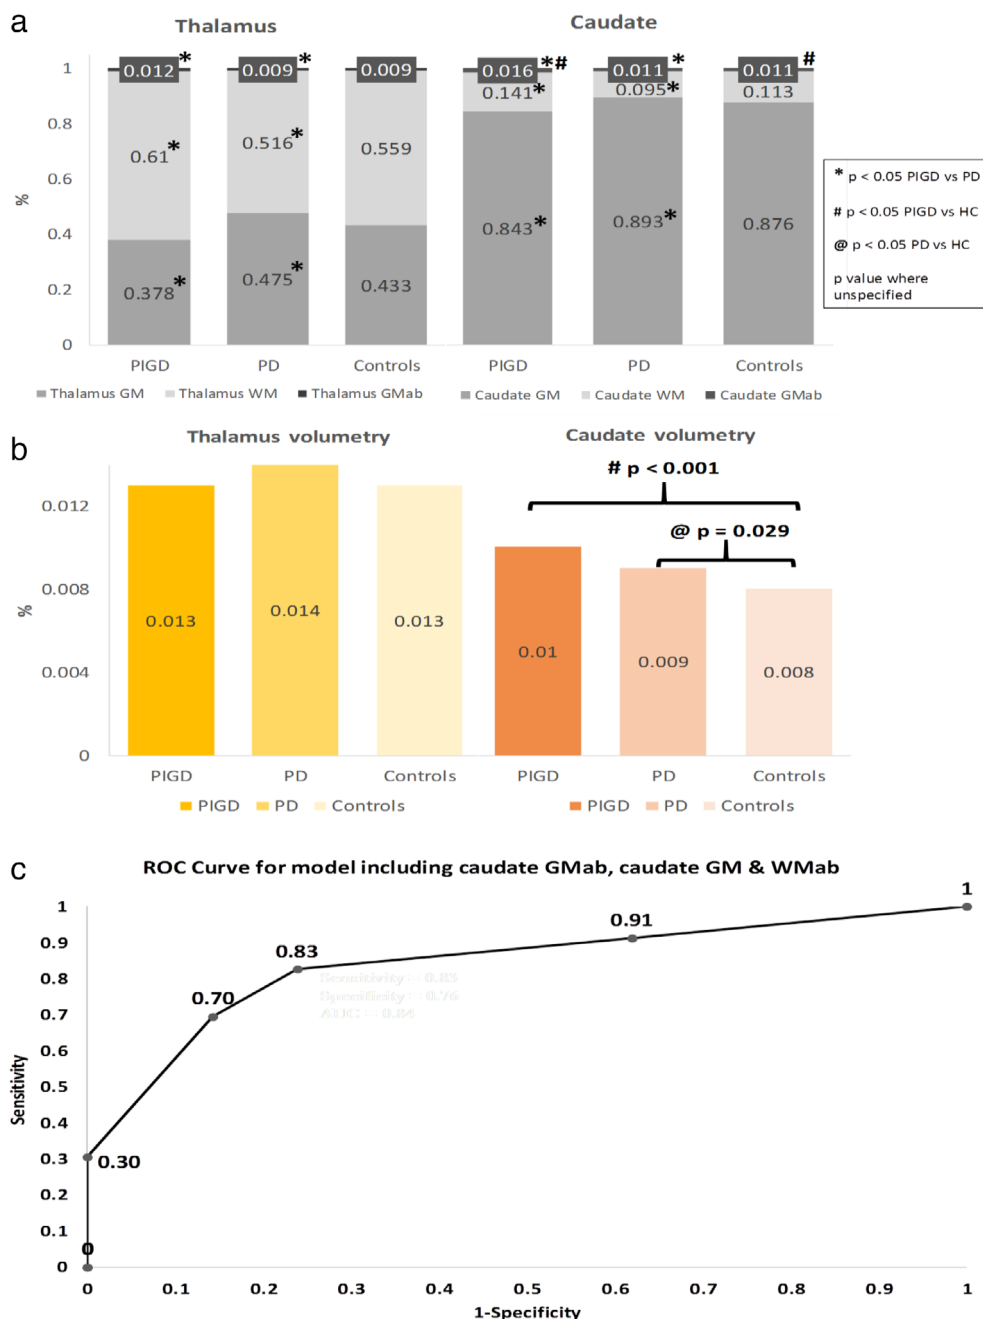 a
Thalamus
Caudate
1
0.8
0.6
0.4
0.2
0
%
0.012 * 0.009 * 0.009 0.016 *# 0.011 * 0.011 #
0.61 * 0.516 * 0.559 0.141 * 0.095 * 0.113
0.378 * 0.475 * 0.433 0.843 * 0.893 * 0.876
PIGD PD Controls PIGD PD Controls
Thalamus GM Thalamus WM Thalamus GMab Caudate GM Caudate WM Caudate GMab
* p < 0.05 PIGD vs PD
# p < 0.05 PIGD vs HC
@ p < 0.05 PD vs HC
p value where
unspecified
b
Thalamus volumetry
Caudate volumetry
# p < 0.001
@ p = 0.029
0.012
0.008
0.004
0
%
0.013 0.014 0.013 0.01 0.009 0.008
PIGD PD Controls PIGD PD Controls
PIGD PD Controls PIGD PD Controls
c
ROC Curve for model including caudate GMab, caudate GM & WMab
1
0.9
0.8
0.7
0.6
0.5
0.4
0.3
0.2
0.1
0
Sensitivity
0
0.30
0.70
0.83
0.91
1
Sensitivity = 0.83
Specificity = 0.76
AUC = 0.84
0 0.1 0.2 0.3 0.4 0.5 0.6 0.7 0.8 0.9 1
1-Specificity